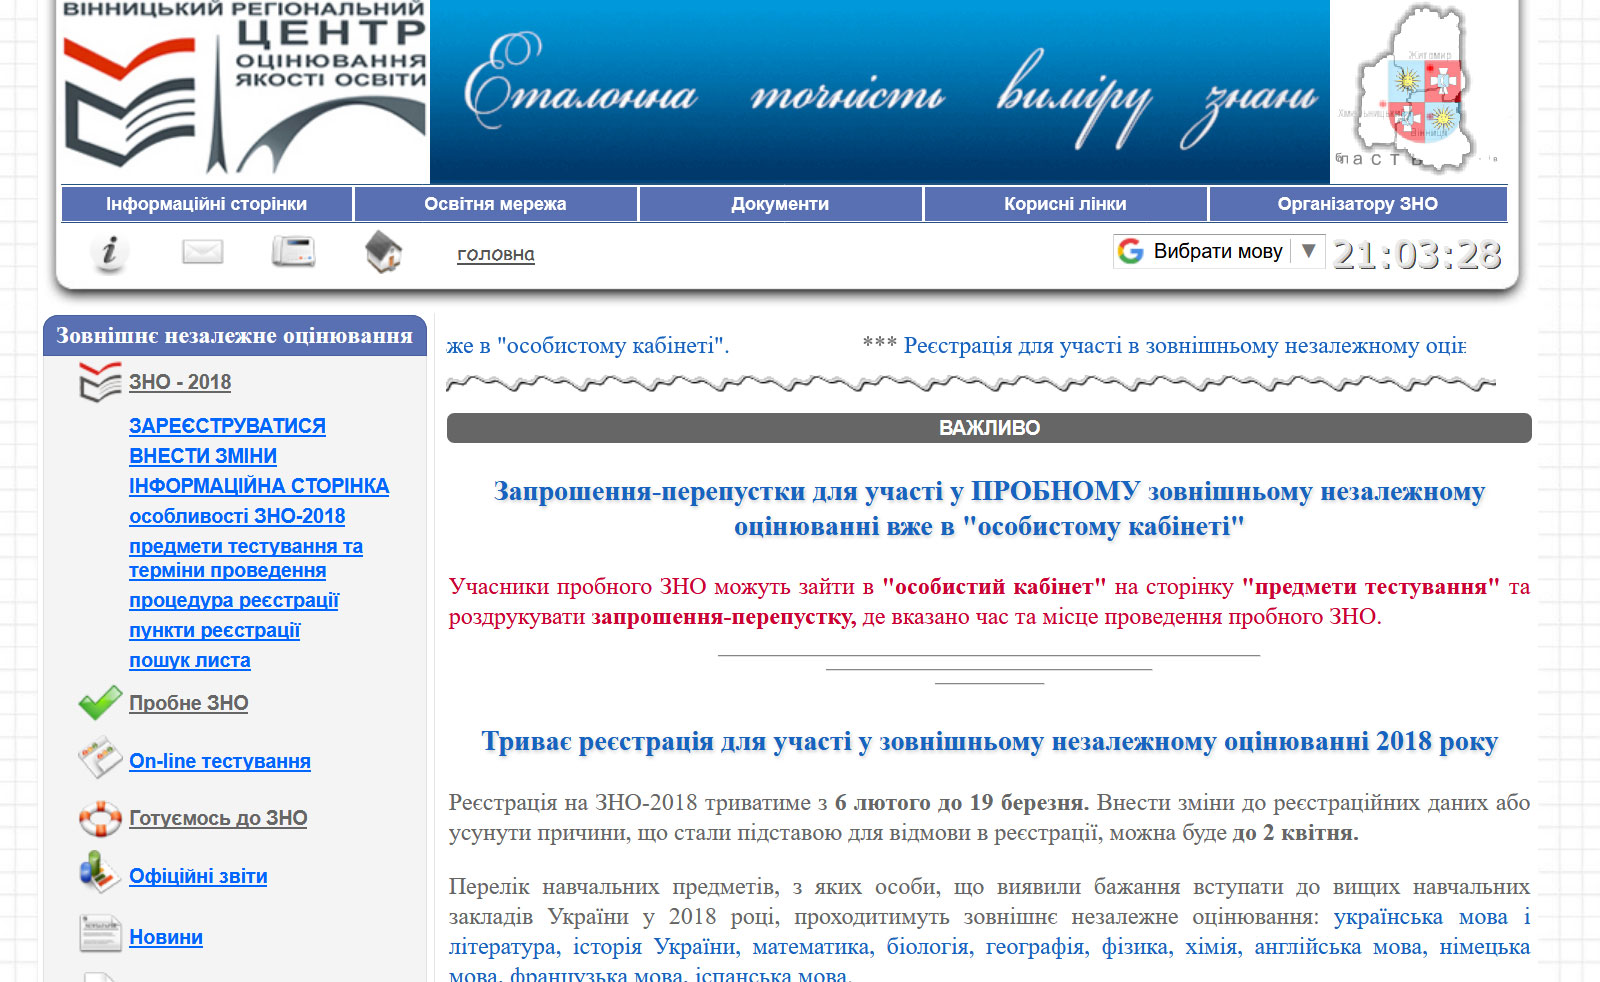 ВІННИЦЬКИЙ РЕГІОНАЛЬНИЙ
ЦЕНТР
ОЦІНЮВАННЯ
ЯКОСТІ ОСВІТИ
Еталонна точність виміру знань
Житомир
Хмельницький
Вінниця
Інформаційні сторінки
Освітня мережа
Документи
Корисні лінки
Організатору ЗНО
головна
Вибрати мову
21:03:28
Зовнішнє незалежне оцінювання
ЗНО - 2018
ЗАРЕЄСТРУВАТИСЯ
ВНЕСТИ ЗМІНИ
ІНФОРМАЦІЙНА СТОРІНКА
особливості ЗНО-2018
предмети тестування та
терміни проведення
процедура реєстрації
пункти реєстрації
пошук листа
Пробне ЗНО
On-line тестування
Готуємось до ЗНО
Офіційні звіти
Новини
же в "особистому кабінеті". *** Реєстрація для участі в зовнішньому незалежному оцін
ВАЖЛИВО
Запрошення-перепустки для участі у ПРОБНОМУ зовнішньому незалежному
оцінюванні вже в "особистому кабінеті"
Учасники пробного ЗНО можуть зайти в "особистий кабінет" на сторінку "предмети тестування" та
роздрукувати запрошення-перепустку, де вказано час та місце проведення пробного ЗНО.
Триває реєстрація для участі у зовнішньому незалежному оцінюванні 2018 року
Реєстрація на ЗНО-2018 триватиме з 6 лютого до 19 березня. Внести зміни до реєстраційних даних або
усунути причини, що стали підставою для відмови в реєстрації, можна буде до 2 квітня.
Перелік навчальних предметів, з яких особи, що виявили бажання вступати до вищих навчальних
закладів України у 2018 році, проходитимуть зовнішнє незалежне оцінювання: українська мова і
література, історія України, математика, біологія, географія, фізика, хімія, англійська мова, німецька
мова, французька мова, іспанська мова.